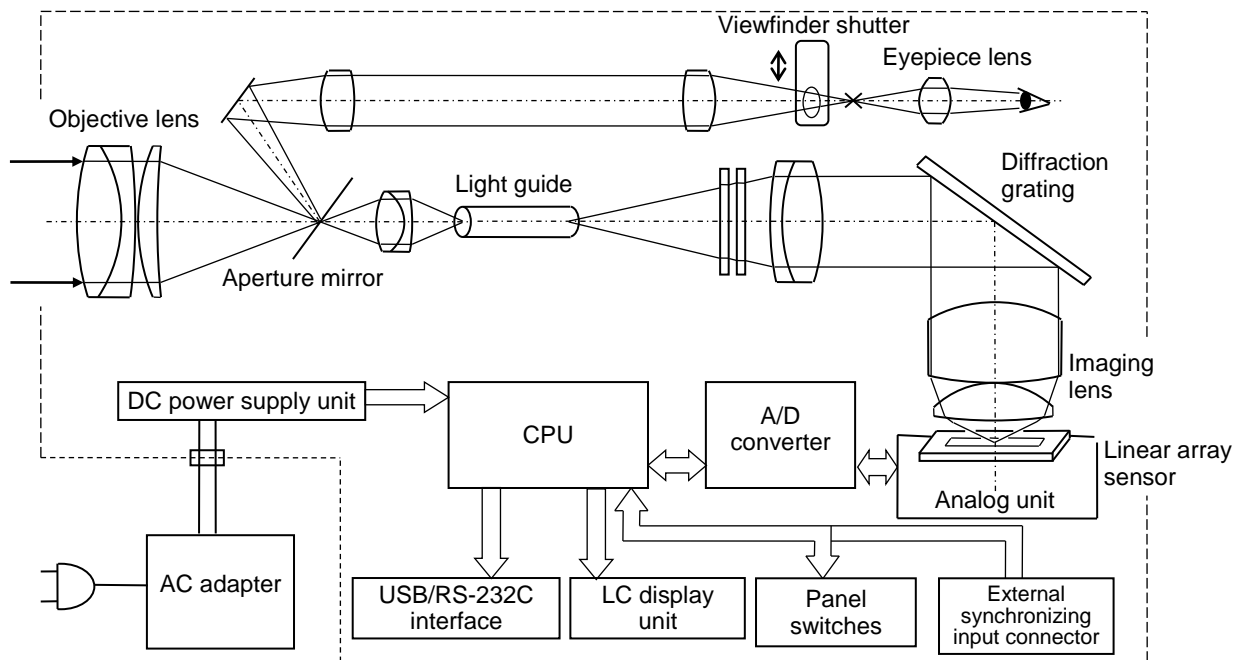 Viewfinder shutter
Eyepiece lens
Objective lens
Diffraction
grating
Light guide
Aperture mirror
Imaging
lens
DC power supply unit
CPU
A/D
converter
Linear array
sensor
Analog unit
AC adapter
USB/RS-232C
interface
LC display
unit
Panel
switches
External
synchronizing
input connector